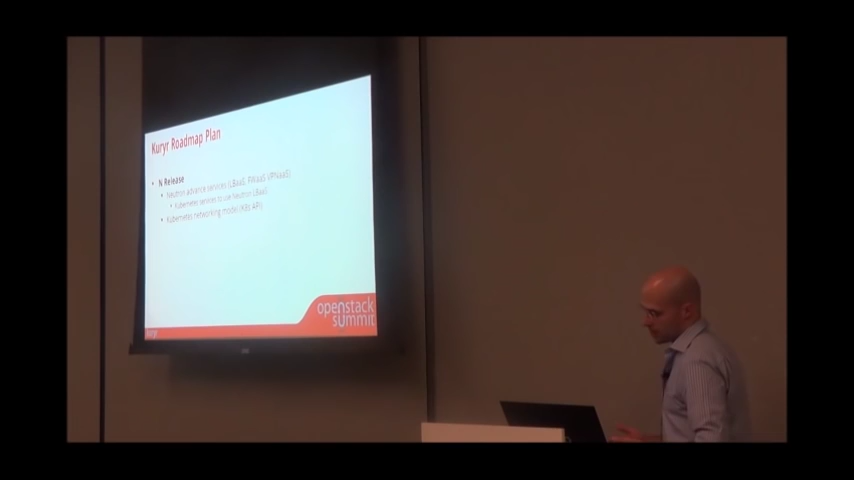 Kuryr Roadmap Plan
• N Release
• Neutron advance services (LBaaS, FWaaS, VPNaaS)
• Kubernetes services to use Neutron LBaaS
• Kubernetes networking model (K8s API)
openstack
summit